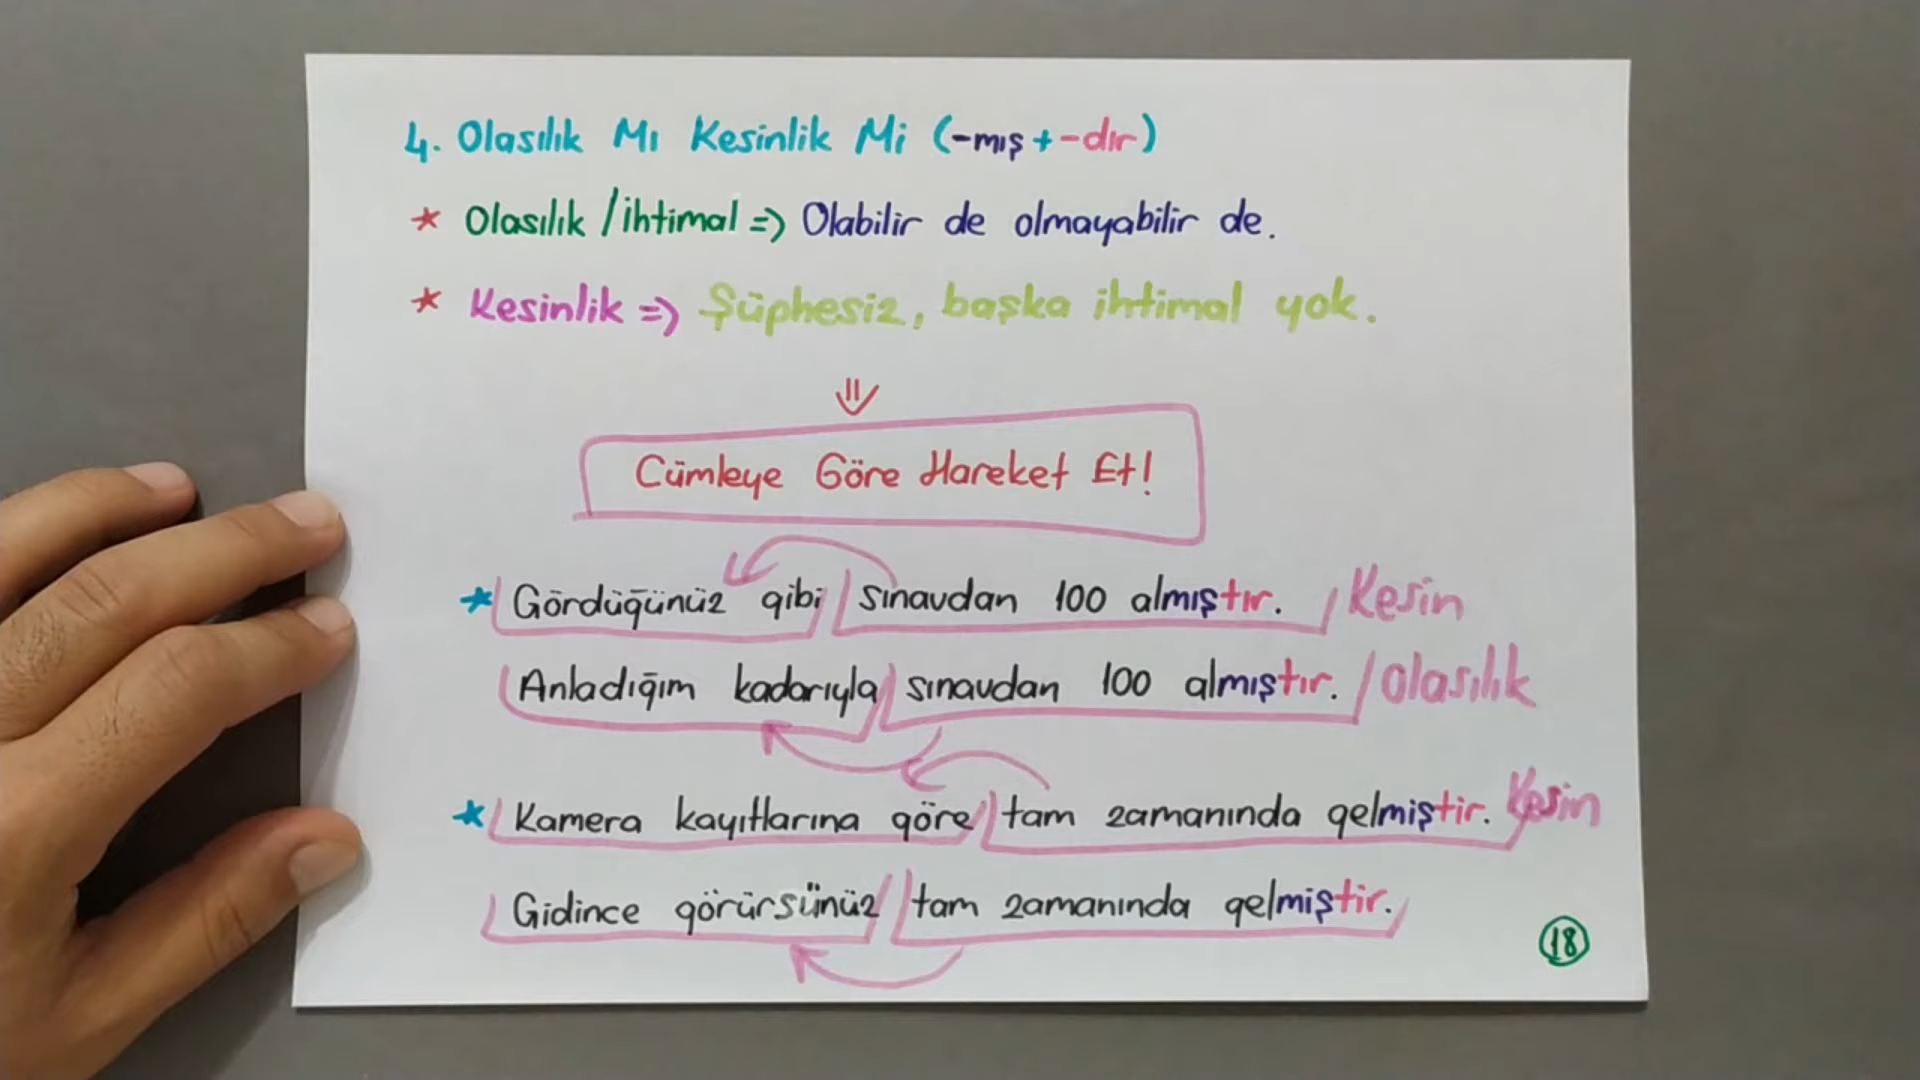 4. Olasılık Mı Kesinlik Mi (-mış + -dır)
* Olasılık / ihtimal => Olabilir de olmayabilir de.
* Kesinlik => Şüphesiz, başka ihtimal yok.
Cümleye Göre Hareket Et!
* Gördüğünüz gibi / sınavdan 100 almıştır. / Kesin
Anladığım kadarıyla / sınavdan 100 almıştır. / Olasılık
* Kamera kayıtlarına göre / tam zamanında gelmiştir. Kesin
Gidince görürsünüz / tam zamanında gelmiştir.
18